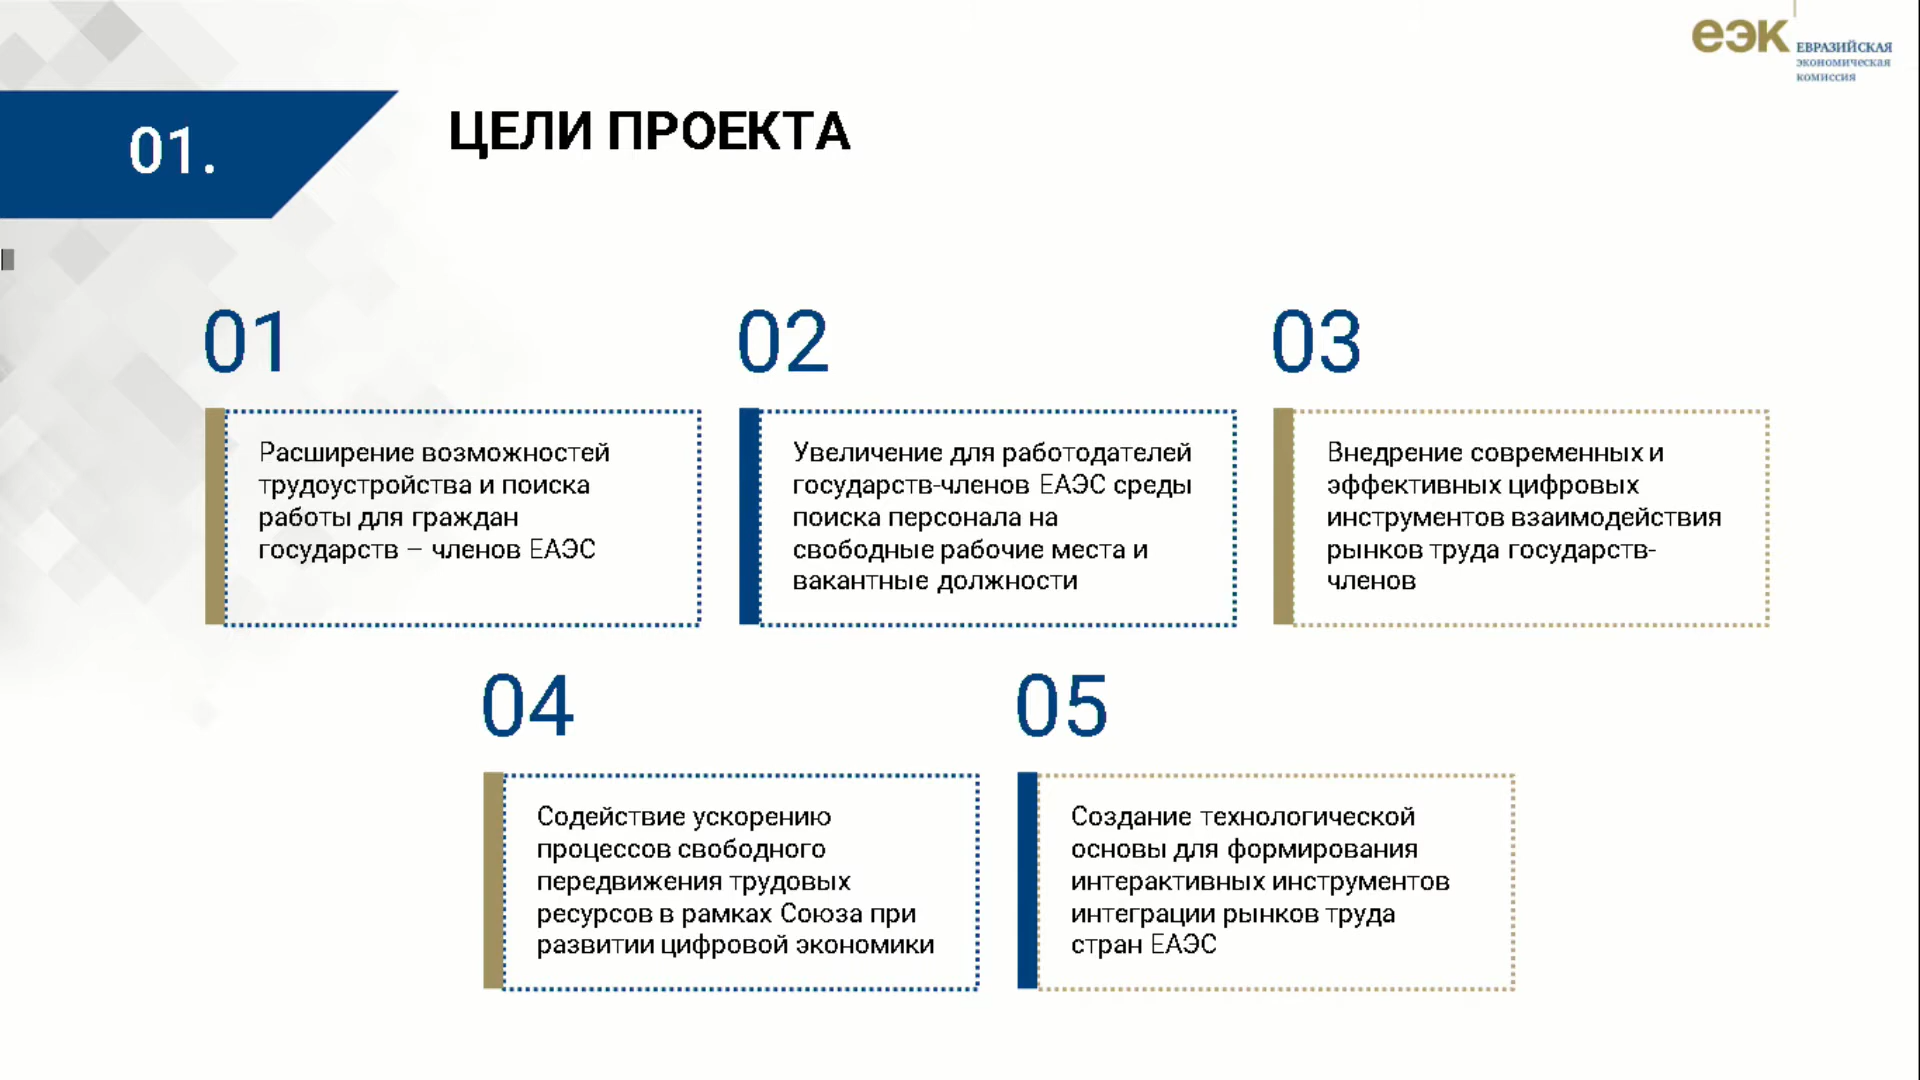 еэк
ЕВРАЗИЙСКАЯ
экономическая
комиссия
01.
ЦЕЛИ ПРОЕКТА
01
Расширение возможностей
трудоустройства и поиска
работы для граждан
государств – членов ЕАЭС
02
Увеличение для работодателей
государств-членов ЕАЭС среды
поиска персонала на
свободные рабочие места и
вакантные должности
03
Внедрение современных и
эффективных цифровых
инструментов взаимодействия
рынков труда государств-
членов
04
Содействие ускорению
процессов свободного
передвижения трудовых
ресурсов в рамках Союза при
развитии цифровой экономики
05
Создание технологической
основы для формирования
интерактивных инструментов
интеграции рынков труда
стран ЕАЭС